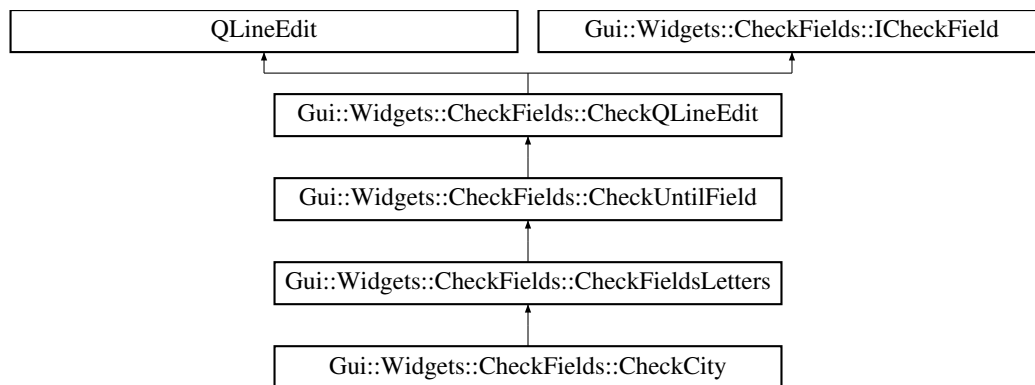 QLineEdit
Gui::Widgets::CheckFields::ICheckField
Gui::Widgets::CheckFields::CheckQLineEdit
Gui::Widgets::CheckFields::CheckUntilField
Gui::Widgets::CheckFields::CheckFieldsLetters
Gui::Widgets::CheckFields::CheckCity